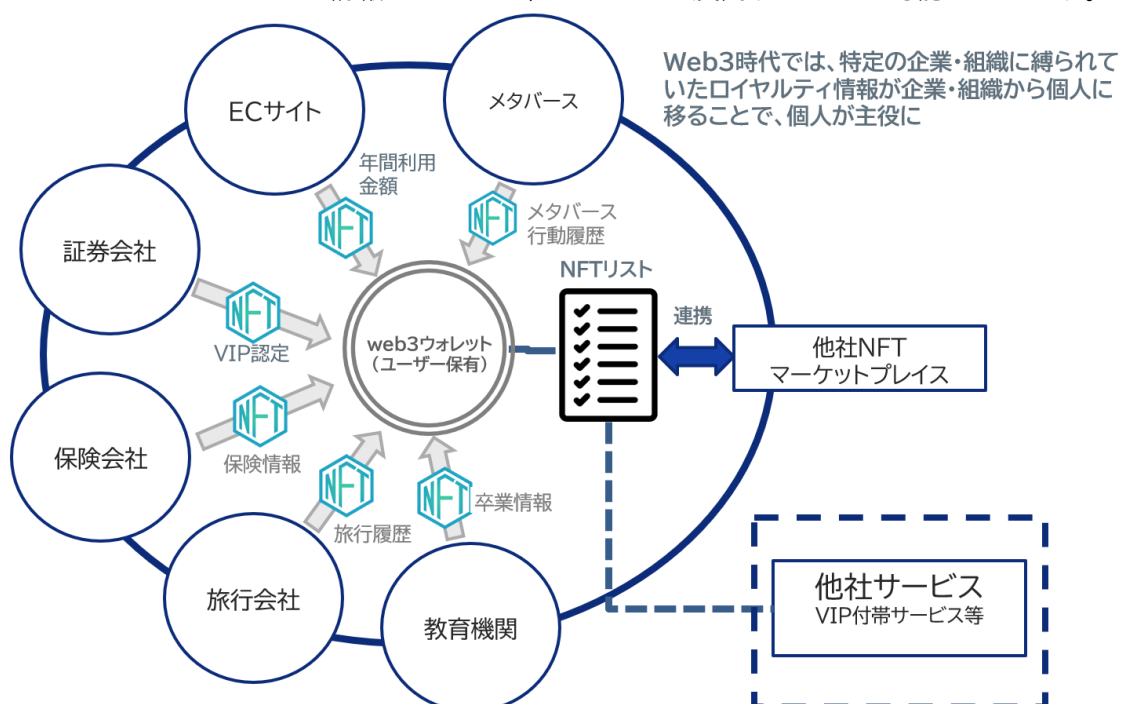 Web3時代では、特定の企業・組織に縛られて
いたロイヤルティ情報が企業・組織から個人に
移ることで、個人が主役に
ECサイト
メタバース
年間利用
金額
NFT
NFT
メタバース
行動履歴
証券会社
NFT
VIP認定
web3ウォレット
(ユーザー保有)
NFTリスト
連携
他社NFT
マーケットプレイス
保険会社
NFT
保険情報
NFT
旅行履歴
NFT
卒業情報
旅行会社
教育機関
他社サービス
VIP付帯サービス等